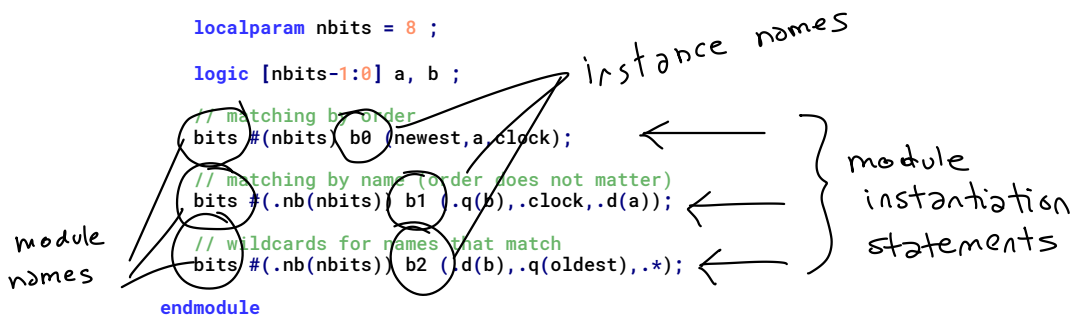 localparam nbits = 8 ;
logic [nbits-1:0] a, b ;
instance names
// matching by order
bits #(nbits) b0 (newest,a,clock);
// matching by name (order does not matter)
bits #(.nb(nbits)) b1 (.q(b),.clock,.d(a));
// wildcards for names that match
bits #(.nb(nbits)) b2 (.d(b),.q(oldest),.*);
endmodule
module
names
module
instantiation
statements